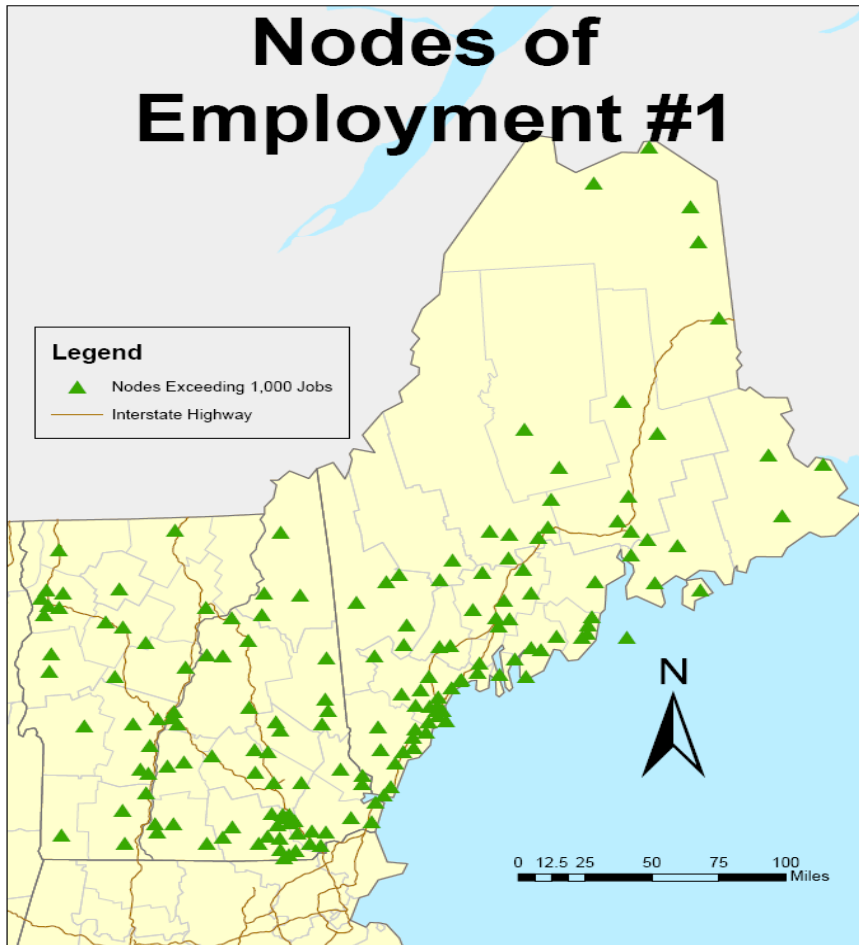 Nodes of
Employment #1
Legend
Nodes Exceeding 1,000 Jobs
Interstate Highway
N
0 12.5 25 50 75 100
Miles